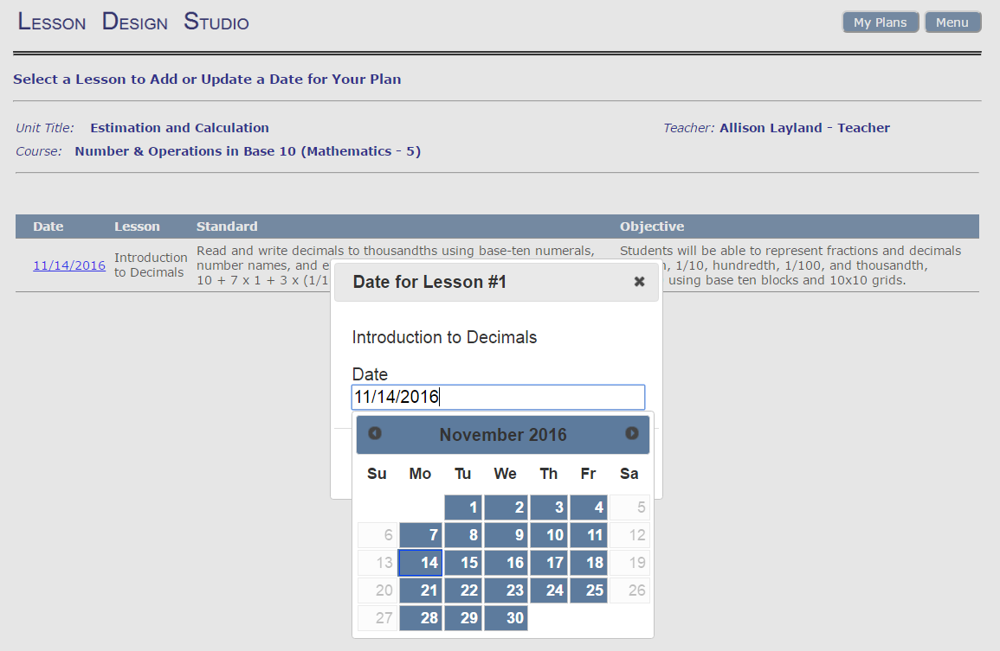 Lesson Design Studio
My Plans Menu
Select a Lesson to Add or Update a Date for Your Plan
Unit Title: Estimation and Calculation
Teacher: Allison Layland - Teacher
Course: Number & Operations in Base 10 (Mathematics - 5)
Date Lesson Standard Objective
11/14/2016
Introduction
to Decimals
Read and write decimals to thousandths using base-ten numerals,
number names, and
10 + 7 x 1 + 3 x
Students will be able to represent fractions and decimals
1/10, hundredth, 1/100, and thousandth,
using base ten blocks and 10x10 grids.
Date for Lesson #1
Introduction to Decimals
Date
11/14/2016
November 2016
Su Mo Tu We Th Fr Sa
1 2 3 4 5
6 7 8 9 10 11 12
13 14 15 16 17 18 19
20 21 22 23 24 25 26
27 28 29 30